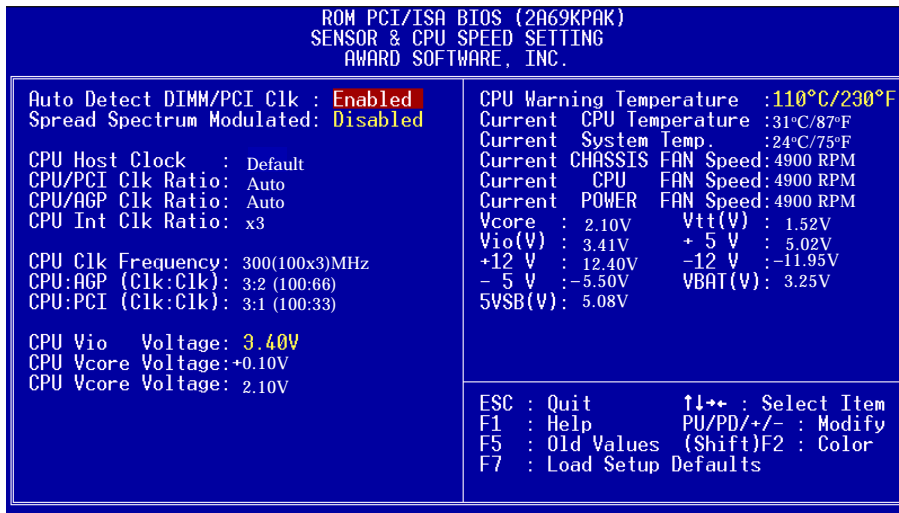 ROM PCI/ISA BIOS (2A69KPAK)
SENSOR & CPU SPEED SETTING
AWARD SOFTWARE, INC.
Auto Detect DIMM/PCI Clk : Enabled
Spread Spectrum Modulated: Disabled
CPU Host Clock : Default
CPU/PCI Clk Ratio: Auto
CPU/AGP Clk Ratio: Auto
CPU Int Clk Ratio: x3
CPU Clk Frequency: 300(100x3)MHz
CPU:AGP (Clk:Clk): 3:2 (100:66)
CPU:PCI (Clk:Clk): 3:1 (100:33)
CPU Vio Voltage: 3.40V
CPU Vcore Voltage:+0.10V
CPU Vcore Voltage: 2.10V
CPU Warning Temperature :110°C/230°F
Current CPU Temperature :31°C/87°F
Current System Temp. :24°C/75°F
Current CHASSIS FAN Speed:4900 RPM
Current CPU FAN Speed:4900 RPM
Current POWER FAN Speed:4900 RPM
Vcore : 2.10V Vtt(V) : 1.52V
Vio(V) : 3.41V + 5 V : 5.02V
+12 V : 12.40V -12 V :-11.95V
- 5 V :-5.50V VBAT(V): 3.25V
5VSB(V): 5.08V
ESC : Quit ↑↓→← : Select Item
F1 : Help PU/PD/+/- : Modify
F5 : Old Values (Shift)F2 : Color
F7 : Load Setup Defaults